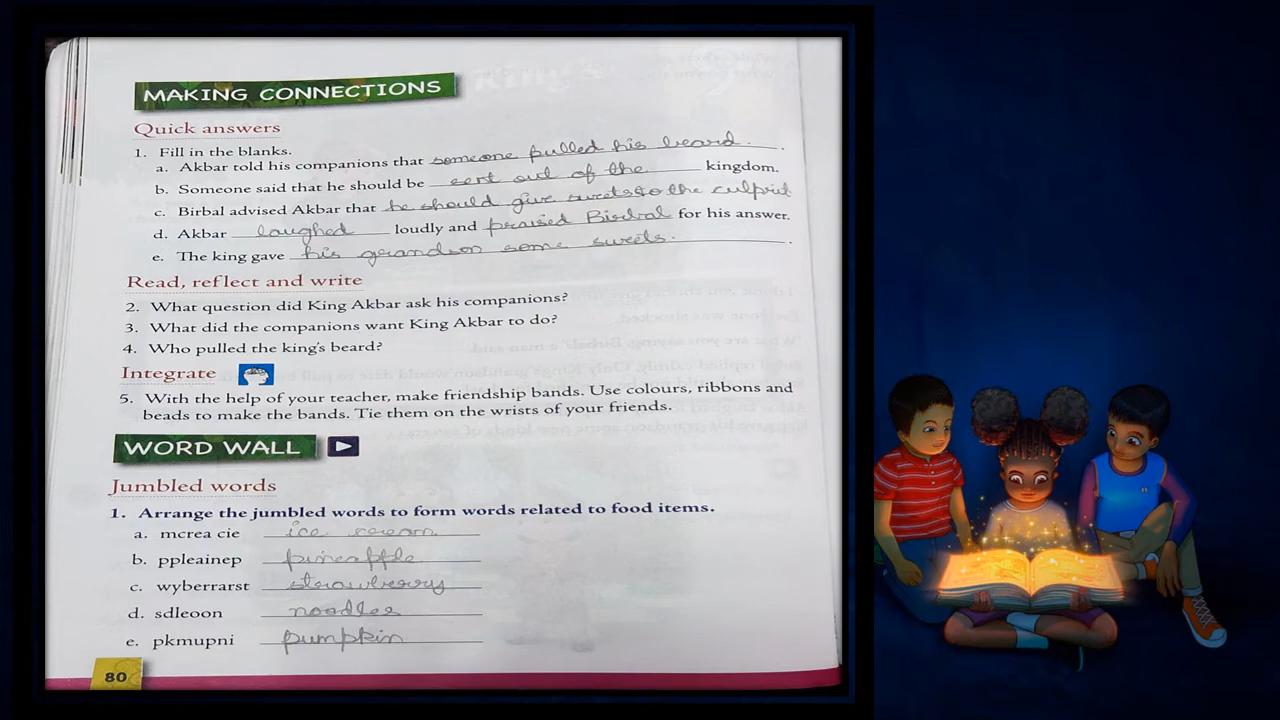 MAKING CONNECTIONS
Quick answers
1. Fill in the blanks.
a. Akbar told his companions that someone pulled his beard.
b. Someone said that he should be sent out of the kingdom.
c. Birbal advised Akbar that he should give sweets to the culprit
d. Akbar laughed loudly and praised Birbal for his answer.
e. The king gave his grandson some sweets.
Read, reflect and write
2. What question did King Akbar ask his companions?
3. What did the companions want King Akbar to do?
4. Who pulled the king's beard?
Integrate
5. With the help of your teacher, make friendship bands. Use colours, ribbons and
beads to make the bands. Tie them on the wrists of your friends.
WORD WALL
Jumbled words
1. Arrange the jumbled words to form words related to food items.
a. mcrea cie ice cream
b. ppleainep pineapple
c. wyberrarst strawberry
d. sdleoon noodles
e. pkmupni pumpkin
80